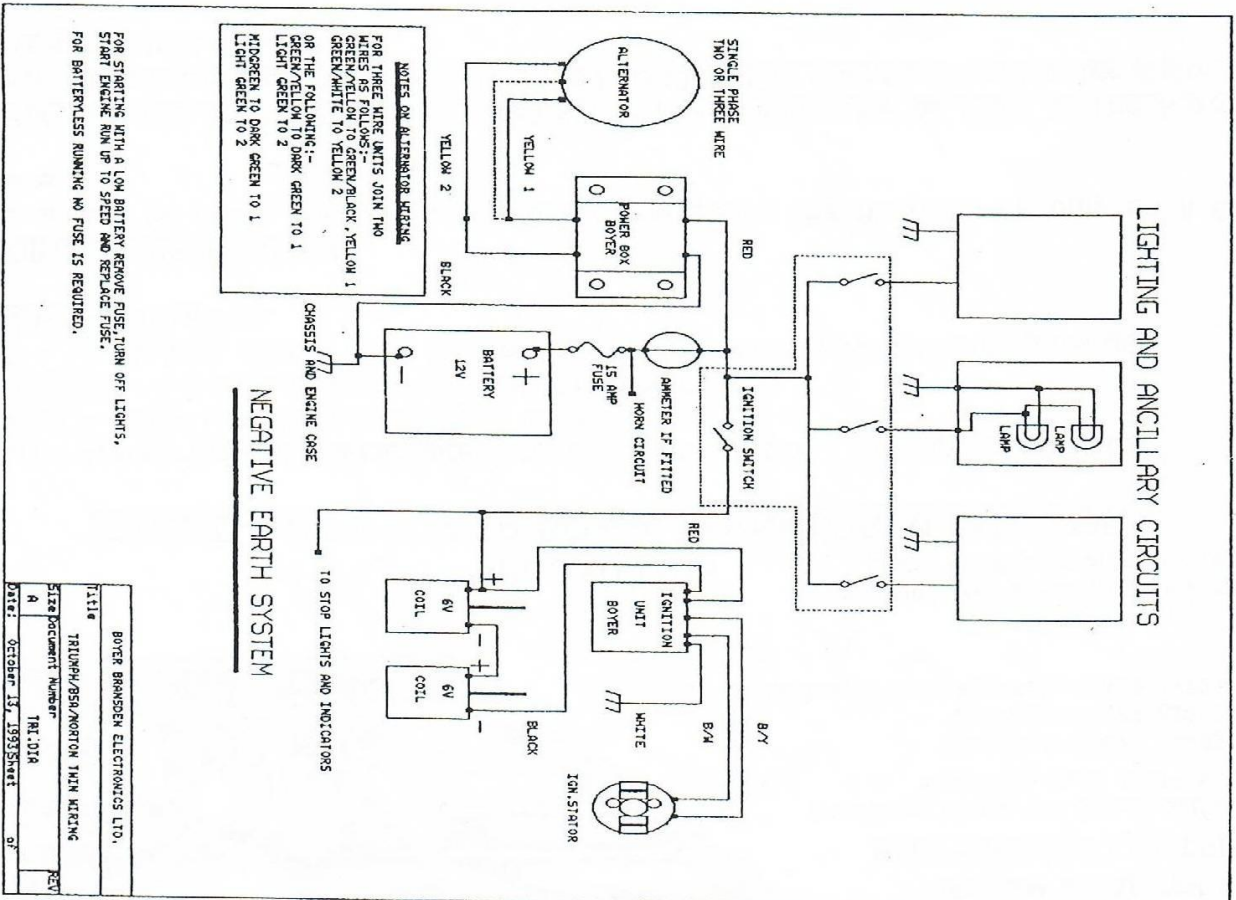 LIGHTING AND ANCILLARY CIRCUITS
LAMP
LAMP
SINGLE PHASE
TWO OR THREE WIRE
ALTERNATOR
YELLOW 1
YELLOW 2
POWER BOX
BOYER
RED
BLACK
IGNITION SWITCH
AMMETER IF FITTED
HORN CIRCUIT
15 AMP
FUSE
BATTERY
12V
+
-
CHASSIS AND ENGINE CASE
RED
IGNITION
UNIT
BOYER
WHITE
B/W
B/Y
IGN.STATOR
6V
COIL
+
-
6V
COIL
+
-
BLACK
TO STOP LIGHTS AND INDICATORS
NEGATIVE EARTH SYSTEM
NOTES ON ALTERNATOR WIRING
FOR THREE WIRE UNITS JOIN TWO
WIRES AS FOLLOWS:-
GREEN/YELLOW TO GREEN/BLACK ,YELLOW 1
GREEN/WHITE TO YELLOW 2
OR THE FOLLOWING:-
GREEN/YELLOW TO DARK GREEN TO 1
LIGHT GREEN TO 2
MIDGREEN TO DARK GREEN TO 1
LIGHT GREEN TO 2
FOR STARTING WITH A LOW BATTERY REMOVE FUSE,TURN OFF LIGHTS,
START ENGINE RUN UP TO SPEED AND REPLACE FUSE.
FOR BATTERYLESS RUNNING NO FUSE IS REQUIRED.
BOYER BRANSDEN ELECTRONICS LTD.
Title
TRIUMPH/BSA/NORTON TWIN WIRING
Size Document Number REV
A TRI.DIA
Date: October 13, 1993 Sheet of